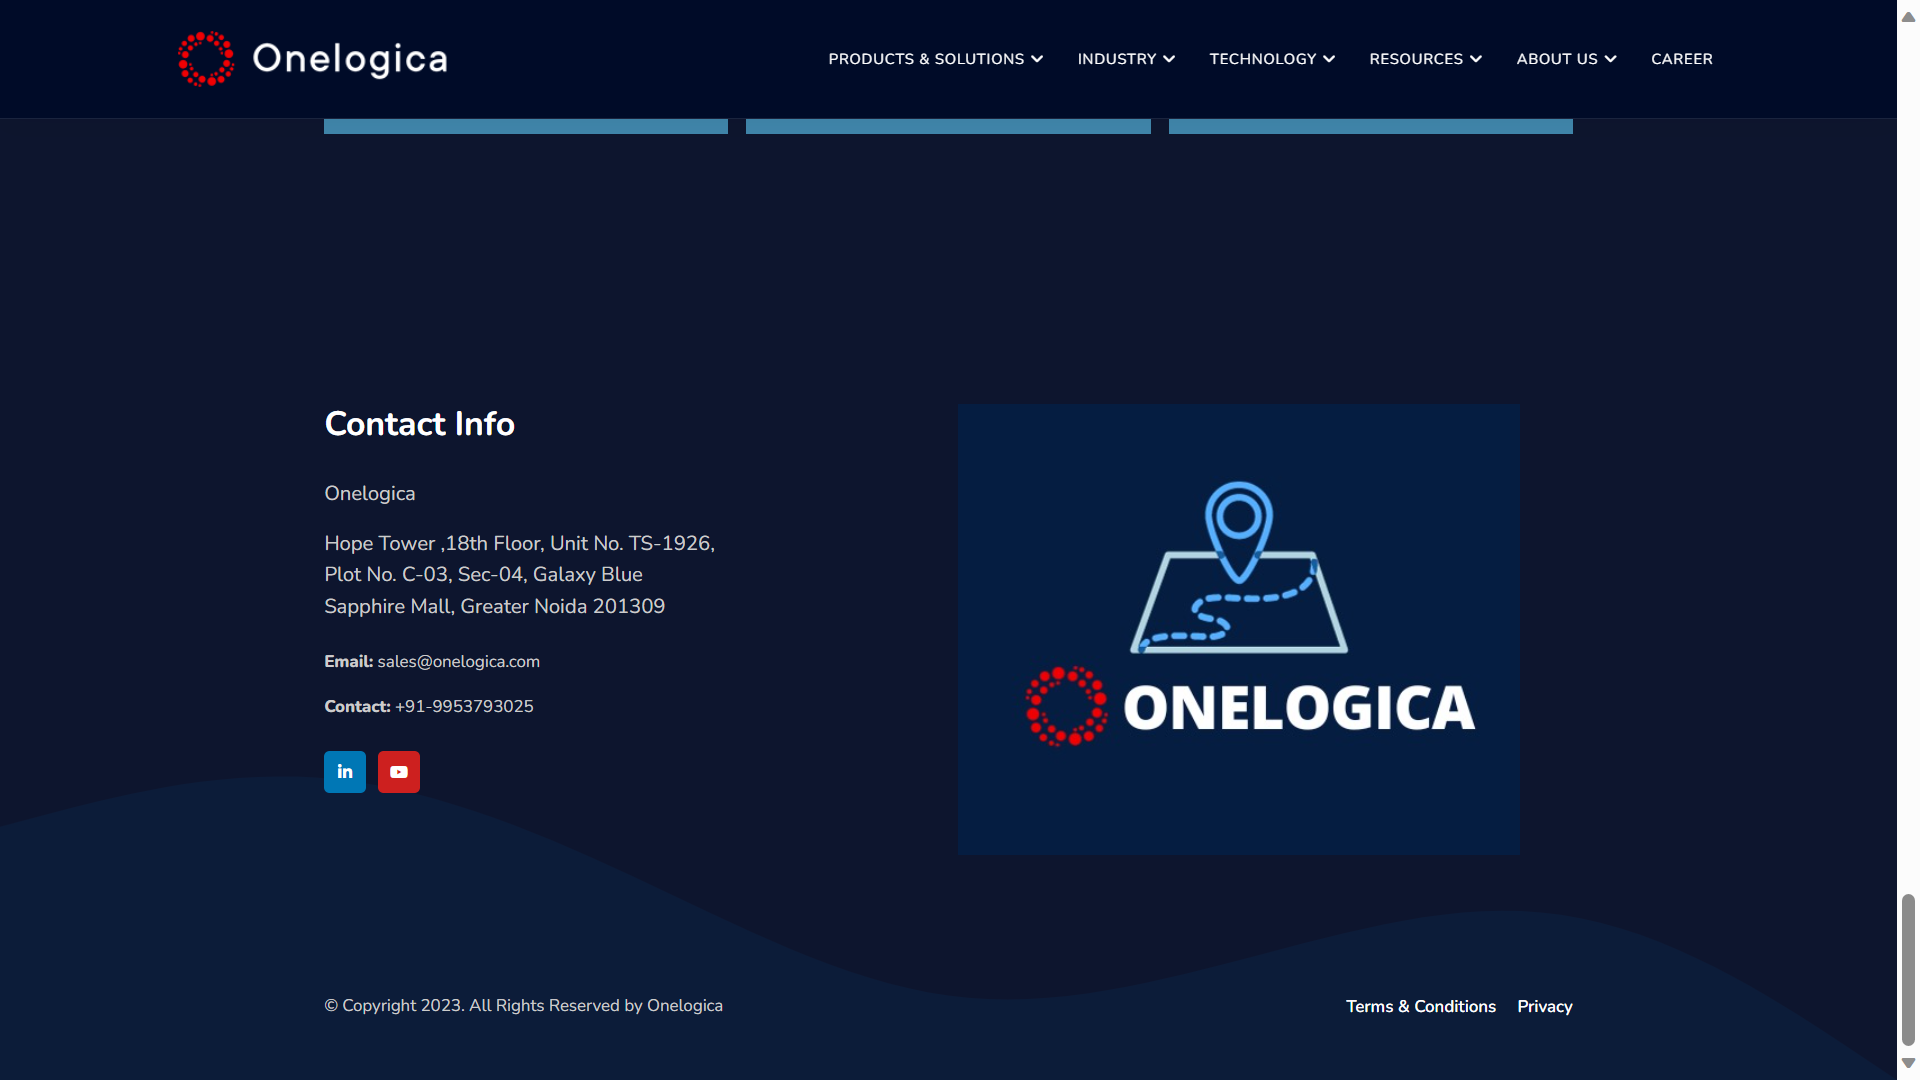 Onelogica
PRODUCTS & SOLUTIONS
INDUSTRY
TECHNOLOGY
RESOURCES
ABOUT US
CAREER
Contact Info
Onelogica
Hope Tower ,18th Floor, Unit No. TS-1926,
Plot No. C-03, Sec-04, Galaxy Blue
Sapphire Mall, Greater Noida 201309
Email: sales@onelogica.com
Contact: +91-9953793025
in
ONELOGICA
© Copyright 2023. All Rights Reserved by Onelogica
Terms & Conditions
Privacy